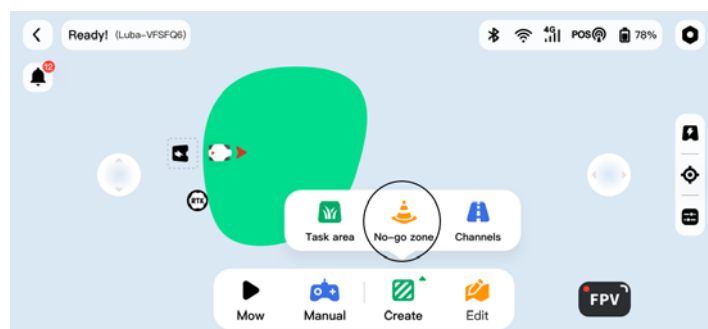 Ready! (Luba-VFSFQ6)
4G
POS
78%
12
RTK
Task area
No-go zone
Channels
Mow
Manual
Create
Edit
FPV